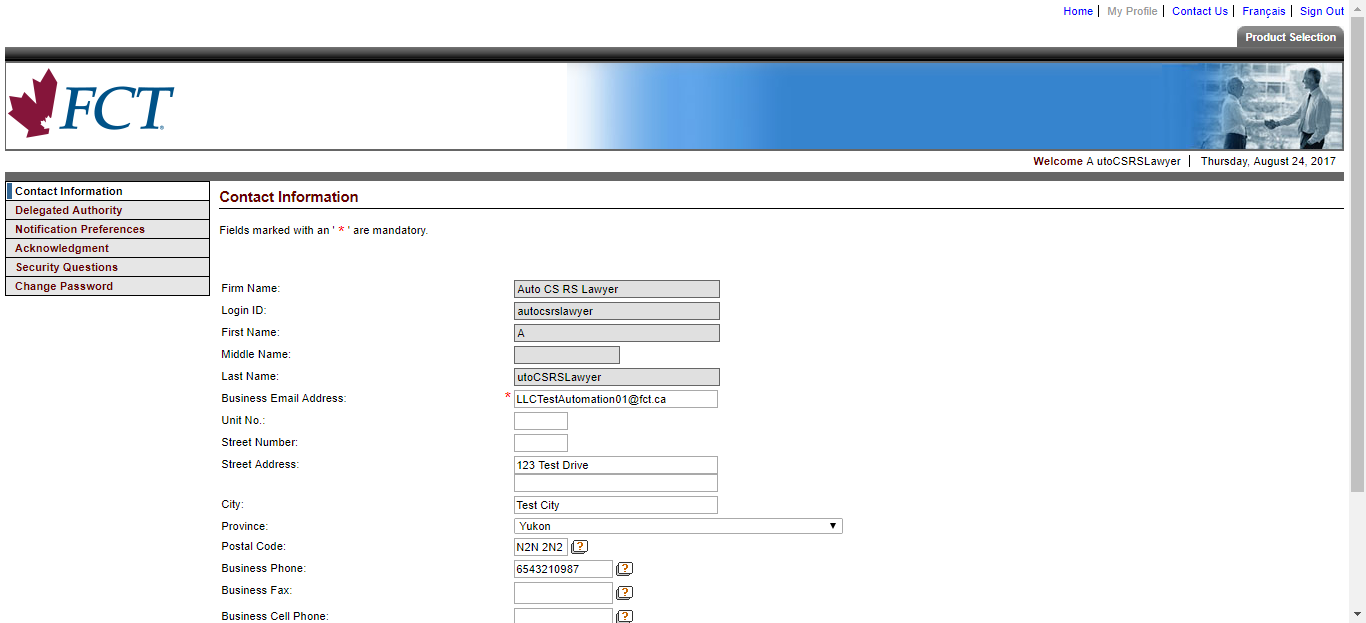 Home | My Profile | Contact Us | Français | Sign Out
Product Selection
FCT
Welcome A utoCSRSLawyer | Thursday, August 24, 2017
Contact Information
Delegated Authority
Notification Preferences
Acknowledgment
Security Questions
Change Password
Contact Information
Fields marked with an ' * ' are mandatory.
Firm Name: Auto CS RS Lawyer
Login ID: autocsrslawyer
First Name: A
Middle Name:
Last Name: utoCSRSLawyer
Business Email Address: * LLCTestAutomation01@fct.ca
Unit No.:
Street Number:
Street Address: 123 Test Drive
City: Test City
Province: Yukon
Postal Code: N2N 2N2 ?
Business Phone: 6543210987 ?
Business Fax: ?
Business Cell Phone: ?